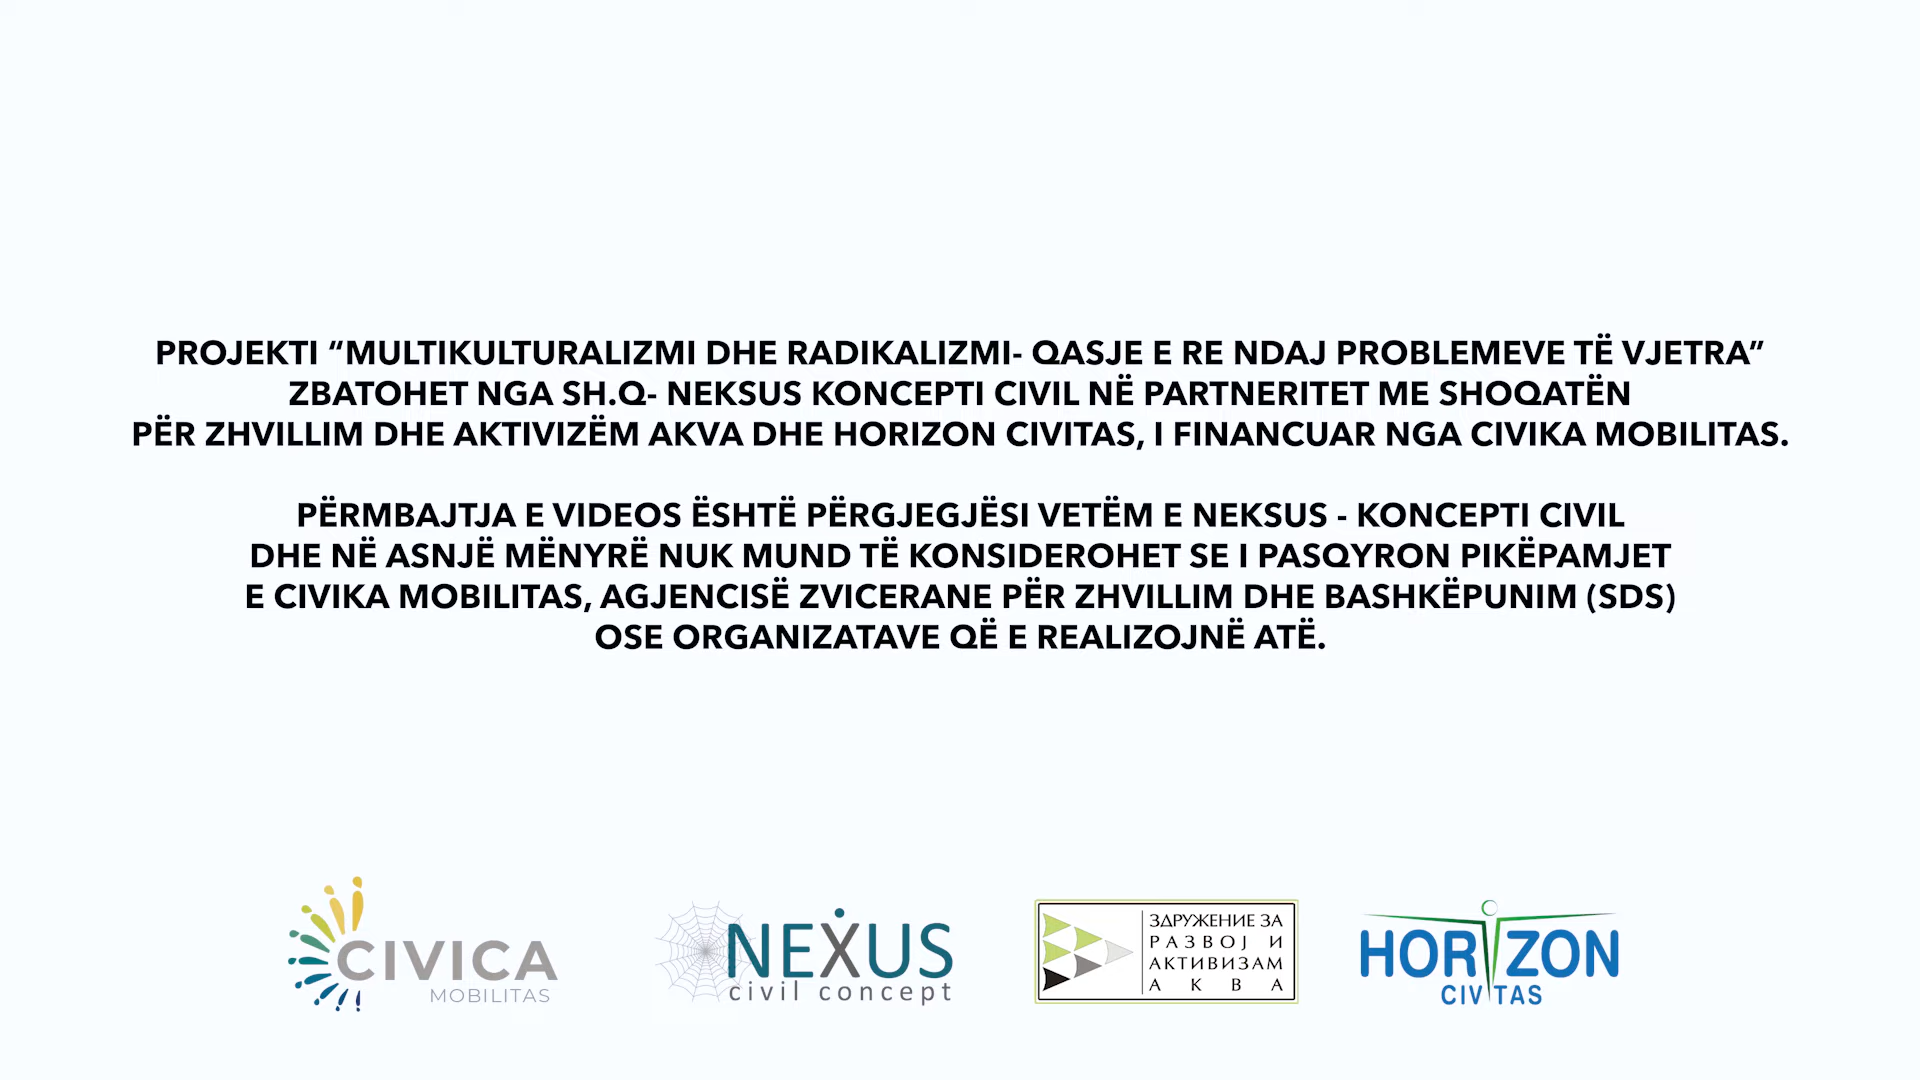 PROJEKTI “MULTIKULTURALIZMI DHE RADIKALIZMI- QASJE E RE NDAJ PROBLEMEVE TË VJETRA”
ZBATOHET NGA SH.Q- NEKSUS KONCEPTI CIVIL NË PARTNERITET ME SHOQATËN
PËR ZHVILLIM DHE AKTIVIZËM AKVA DHE HORIZON CIVITAS, I FINANCUAR NGA CIVIKA MOBILITAS.
PËRMBAJTJA E VIDEOS ËSHTË PËRGJEGJËSI VETËM E NEKSUS - KONCEPTI CIVIL
DHE NË ASNJË MËNYRË NUK MUND TË KONSIDEROHET SE I PASQYRON PIKËPAMJET
E CIVIKA MOBILITAS, AGJENCISË ZVICERANE PËR ZHVILLIM DHE BASHKËPUNIM (SDS)
OSE ORGANIZATAVE QË E REALIZOJNË ATË.
CIVICA
MOBILITAS
NEXUS
civil concept
ЗДРУЖЕНИЕ ЗА
РАЗВОЈ И
АКТИВИЗАМ
АКВА
HORIZON
CIVITAS